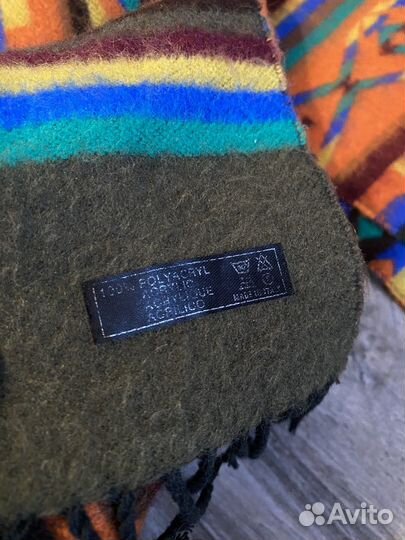 100% POLYACRYL
ACRYLIC
ACRYLIQUE
ACRILICO
MADE IN ITALY
Avito